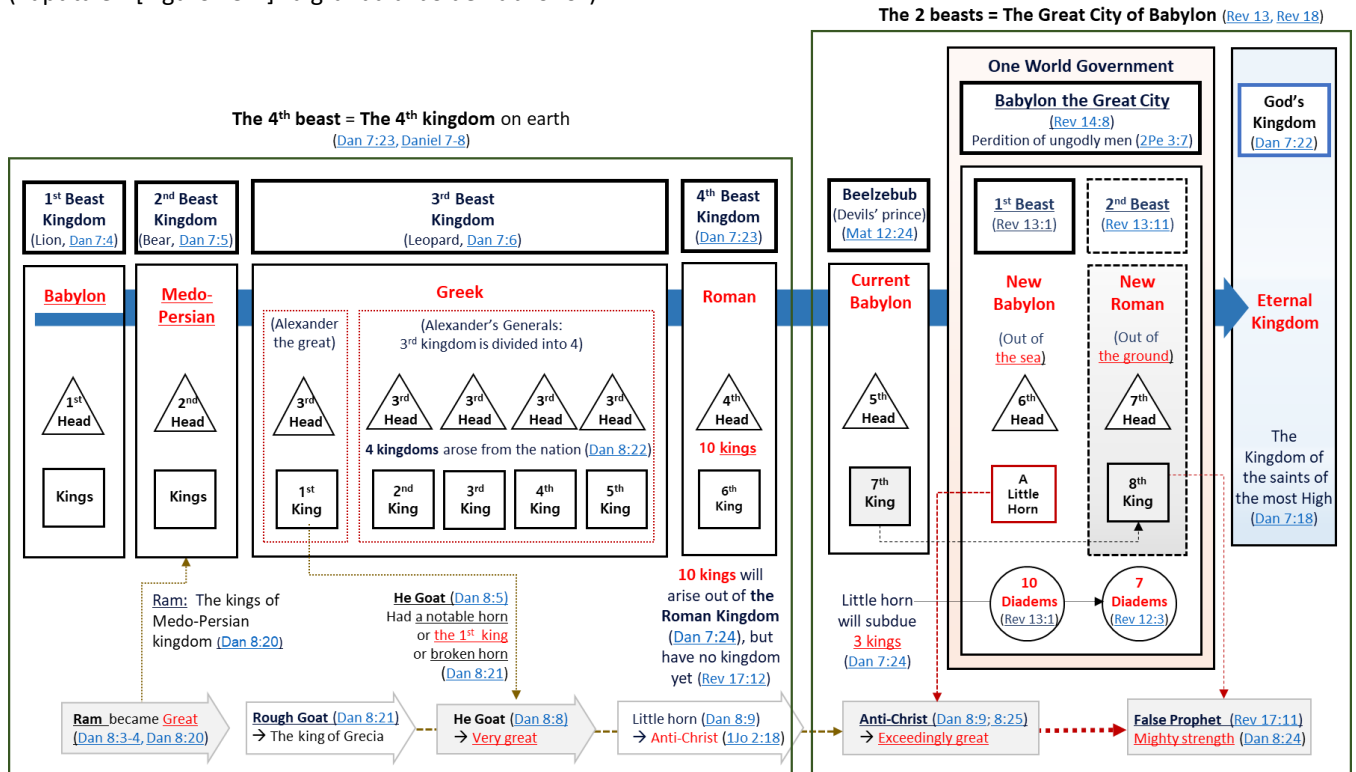 The 2 beasts = The Great City of Babylon (Rev 13, Rev 18)
The 4th beast = The 4th kingdom on earth
(Dan 7:23, Daniel 7-8)
1st Beast
Kingdom
(Lion, Dan 7:4)
2nd Beast
Kingdom
(Bear, Dan 7:5)
3rd Beast
Kingdom
(Leopard, Dan 7:6)
4th Beast
Kingdom
(Dan 7:23)
Babylon
Medo-
Persian
Greek
Roman
(Alexander
the great)
(Alexander's Generals:
3rd kingdom is divided into 4)
1st
Head
2nd
Head
3rd
Head
3rd
Head
3rd
Head
3rd
Head
3rd
Head
4th
Head
4 kingdoms arose from the nation (Dan 8:22)
10 kings
Kings
Kings
1st
King
2nd
King
3rd
King
4th
King
5th
King
6th
King
Ram: The kings of
Medo-Persian
kingdom (Dan 8:20)
He Goat (Dan 8:5)
Had a notable horn
or the 1st king
or broken horn
(Dan 8:21)
10 kings will
arise out of the
Roman Kingdom
(Dan 7:24), but
have no kingdom
yet (Rev 17:12)
One World Government
Babylon the Great City
(Rev 14:8)
Perdition of ungodly men (2Pe 3:7)
God's
Kingdom
(Dan 7:22)
Beelzebub
(Devils' prince)
(Mat 12:24)
1st Beast
(Rev 13:1)
2nd Beast
(Rev 13:11)
Current
Babylon
New
Babylon
New
Roman
Eternal
Kingdom
(Out of
the sea)
(Out of
the ground)
5th
Head
6th
Head
7th
Head
7th
King
A
Little
Horn
8th
King
The
Kingdom of
the saints of
the most High
(Dan 7:18)
Little horn
will subdue
3 kings
(Dan 7:24)
10
Diadems
(Rev 13:1)
7
Diadems
(Rev 12:3)
Ram became Great
(Dan 8:3-4, Dan 8:20)
Rough Goat (Dan 8:21)
→ The king of Grecia
He Goat (Dan 8:8)
→ Very great
Little horn (Dan 8:9)
→ Anti-Christ (1Jo 2:18)
Anti-Christ (Dan 8:9; 8:25)
→ Exceedingly great
False Prophet (Rev 17:11)
Mighty strength (Dan 8:24)